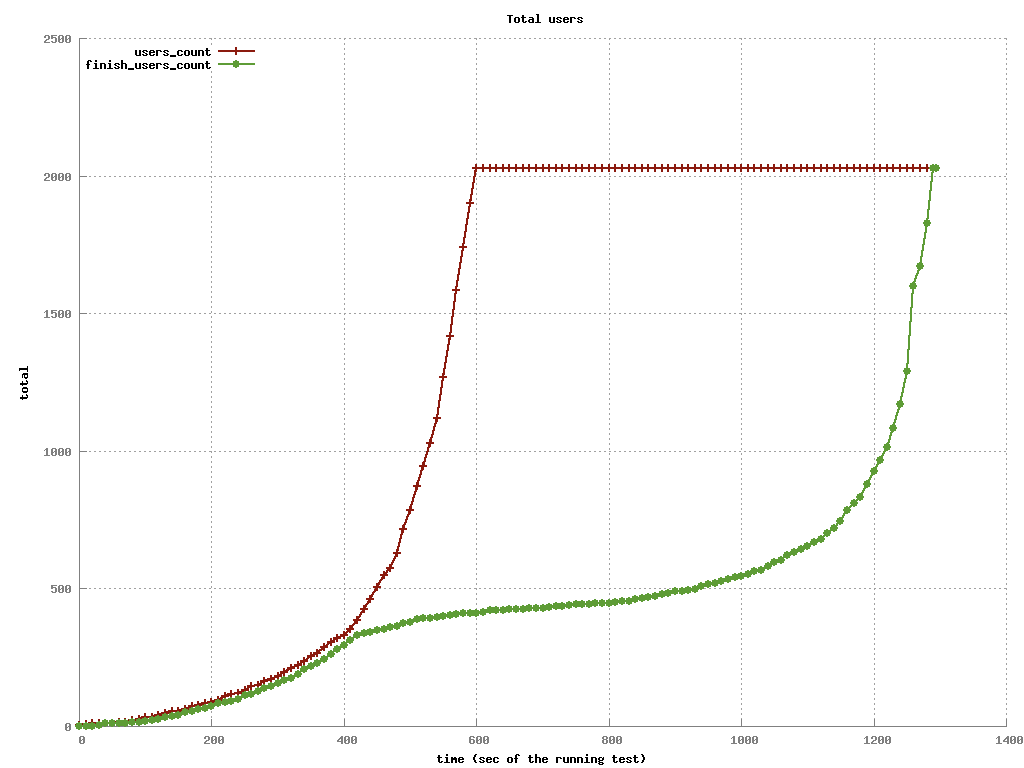 Total users
users_count
finish_users_count
2500
2000
1500
1000
500
0
total
0 200 400 600 800 1000 1200 1400
time (sec of the running test)